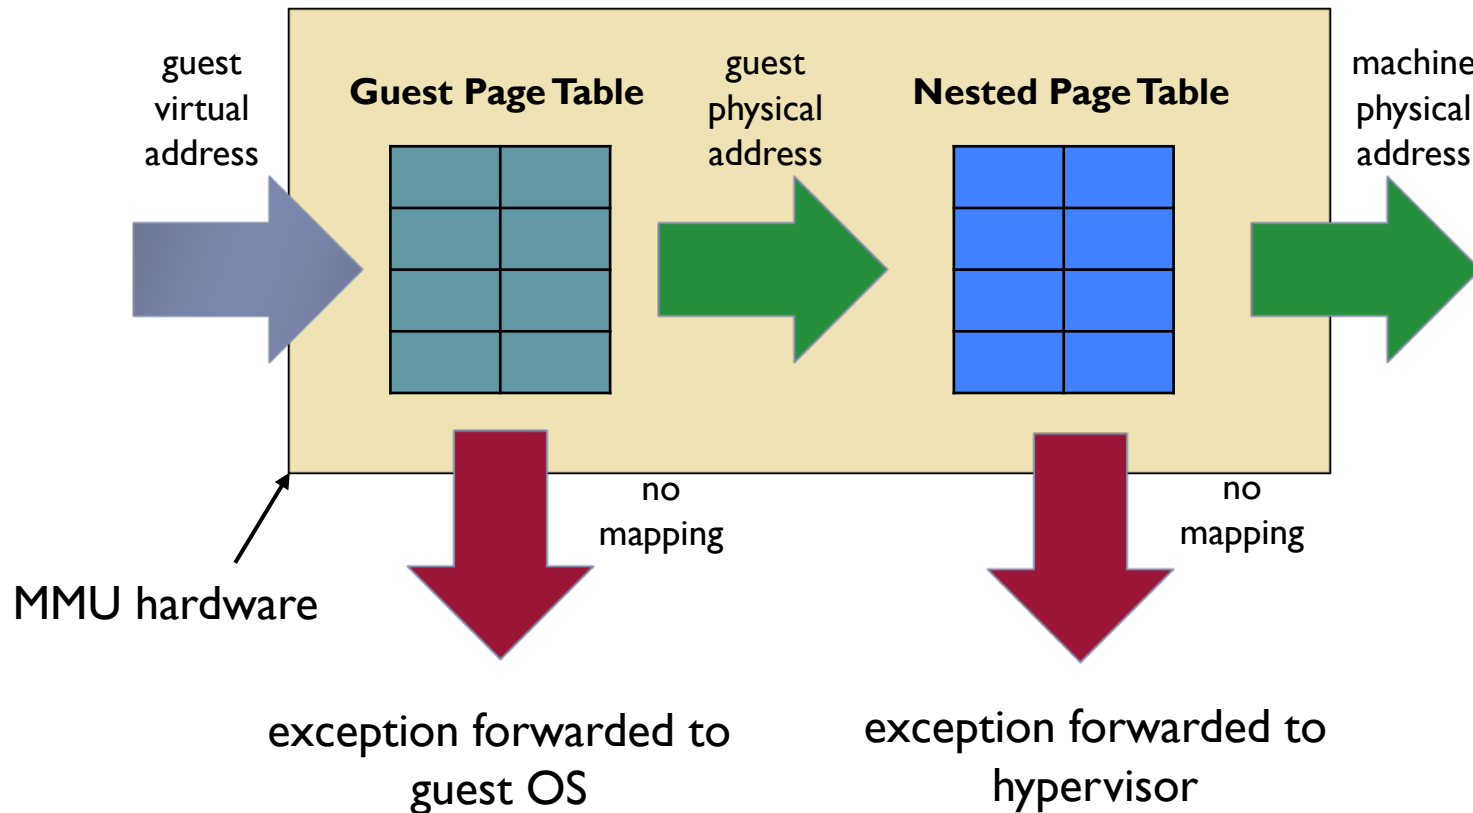 guest
virtual
address
Guest Page Table
guest
physical
address
Nested Page Table
machine
physical
address
no
mapping
no
mapping
MMU hardware
exception forwarded to
guest OS
exception forwarded to
hypervisor